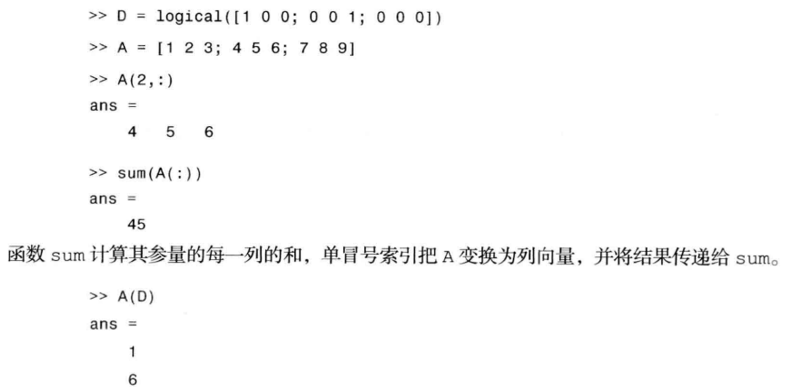 >> D = logical([1 0 0; 0 0 1; 0 0 0])
>> A = [1 2 3; 4 5 6; 7 8 9]
>> A(2,:)
ans =
4 5 6
>> sum(A(:))
ans =
45
函数 sum 计算其参量的每一列的和，单冒号索引把 A 变换为列向量，并将结果传递给 sum。
>> A(D)
ans =
1
6